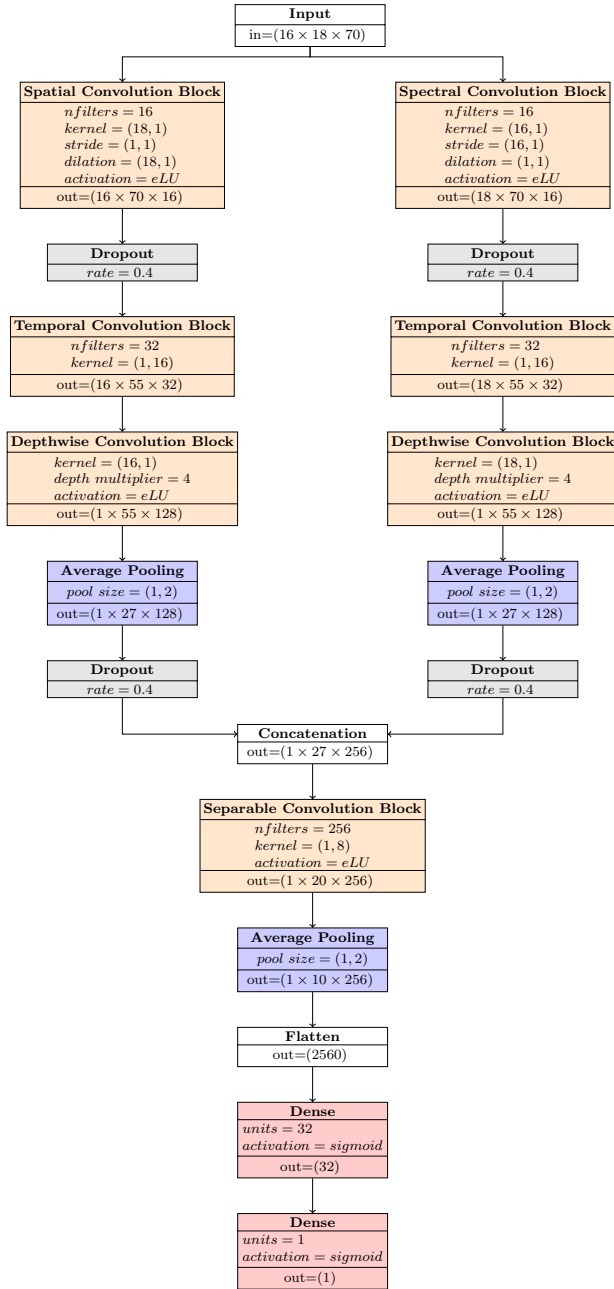 Input
in=(16 × 18 × 70)
Spatial Convolution Block
nfilters = 16
kernel = (18, 1)
stride = (1, 1)
dilation = (18, 1)
activation = eLU
out=(16 × 70 × 16)
Dropout
rate = 0.4
Temporal Convolution Block
nfilters = 32
kernel = (1, 16)
out=(16 × 55 × 32)
Depthwise Convolution Block
kernel = (16, 1)
depth multiplier = 4
activation = eLU
out=(1 × 55 × 128)
Average Pooling
pool size = (1, 2)
out=(1 × 27 × 128)
Dropout
rate = 0.4
Spectral Convolution Block
nfilters = 16
kernel = (16, 1)
stride = (16, 1)
dilation = (1, 1)
activation = eLU
out=(18 × 70 × 16)
Dropout
rate = 0.4
Temporal Convolution Block
nfilters = 32
kernel = (1, 16)
out=(18 × 55 × 32)
Depthwise Convolution Block
kernel = (18, 1)
depth multiplier = 4
activation = eLU
out=(1 × 55 × 128)
Average Pooling
pool size = (1, 2)
out=(1 × 27 × 128)
Dropout
rate = 0.4
Concatenation
out=(1 × 27 × 256)
Separable Convolution Block
nfilters = 256
kernel = (1, 8)
activation = eLU
out=(1 × 20 × 256)
Average Pooling
pool size = (1, 2)
out=(1 × 10 × 256)
Flatten
out=(2560)
Dense
units = 32
activation = sigmoid
out=(32)
Dense
units = 1
activation = sigmoid
out=(1)